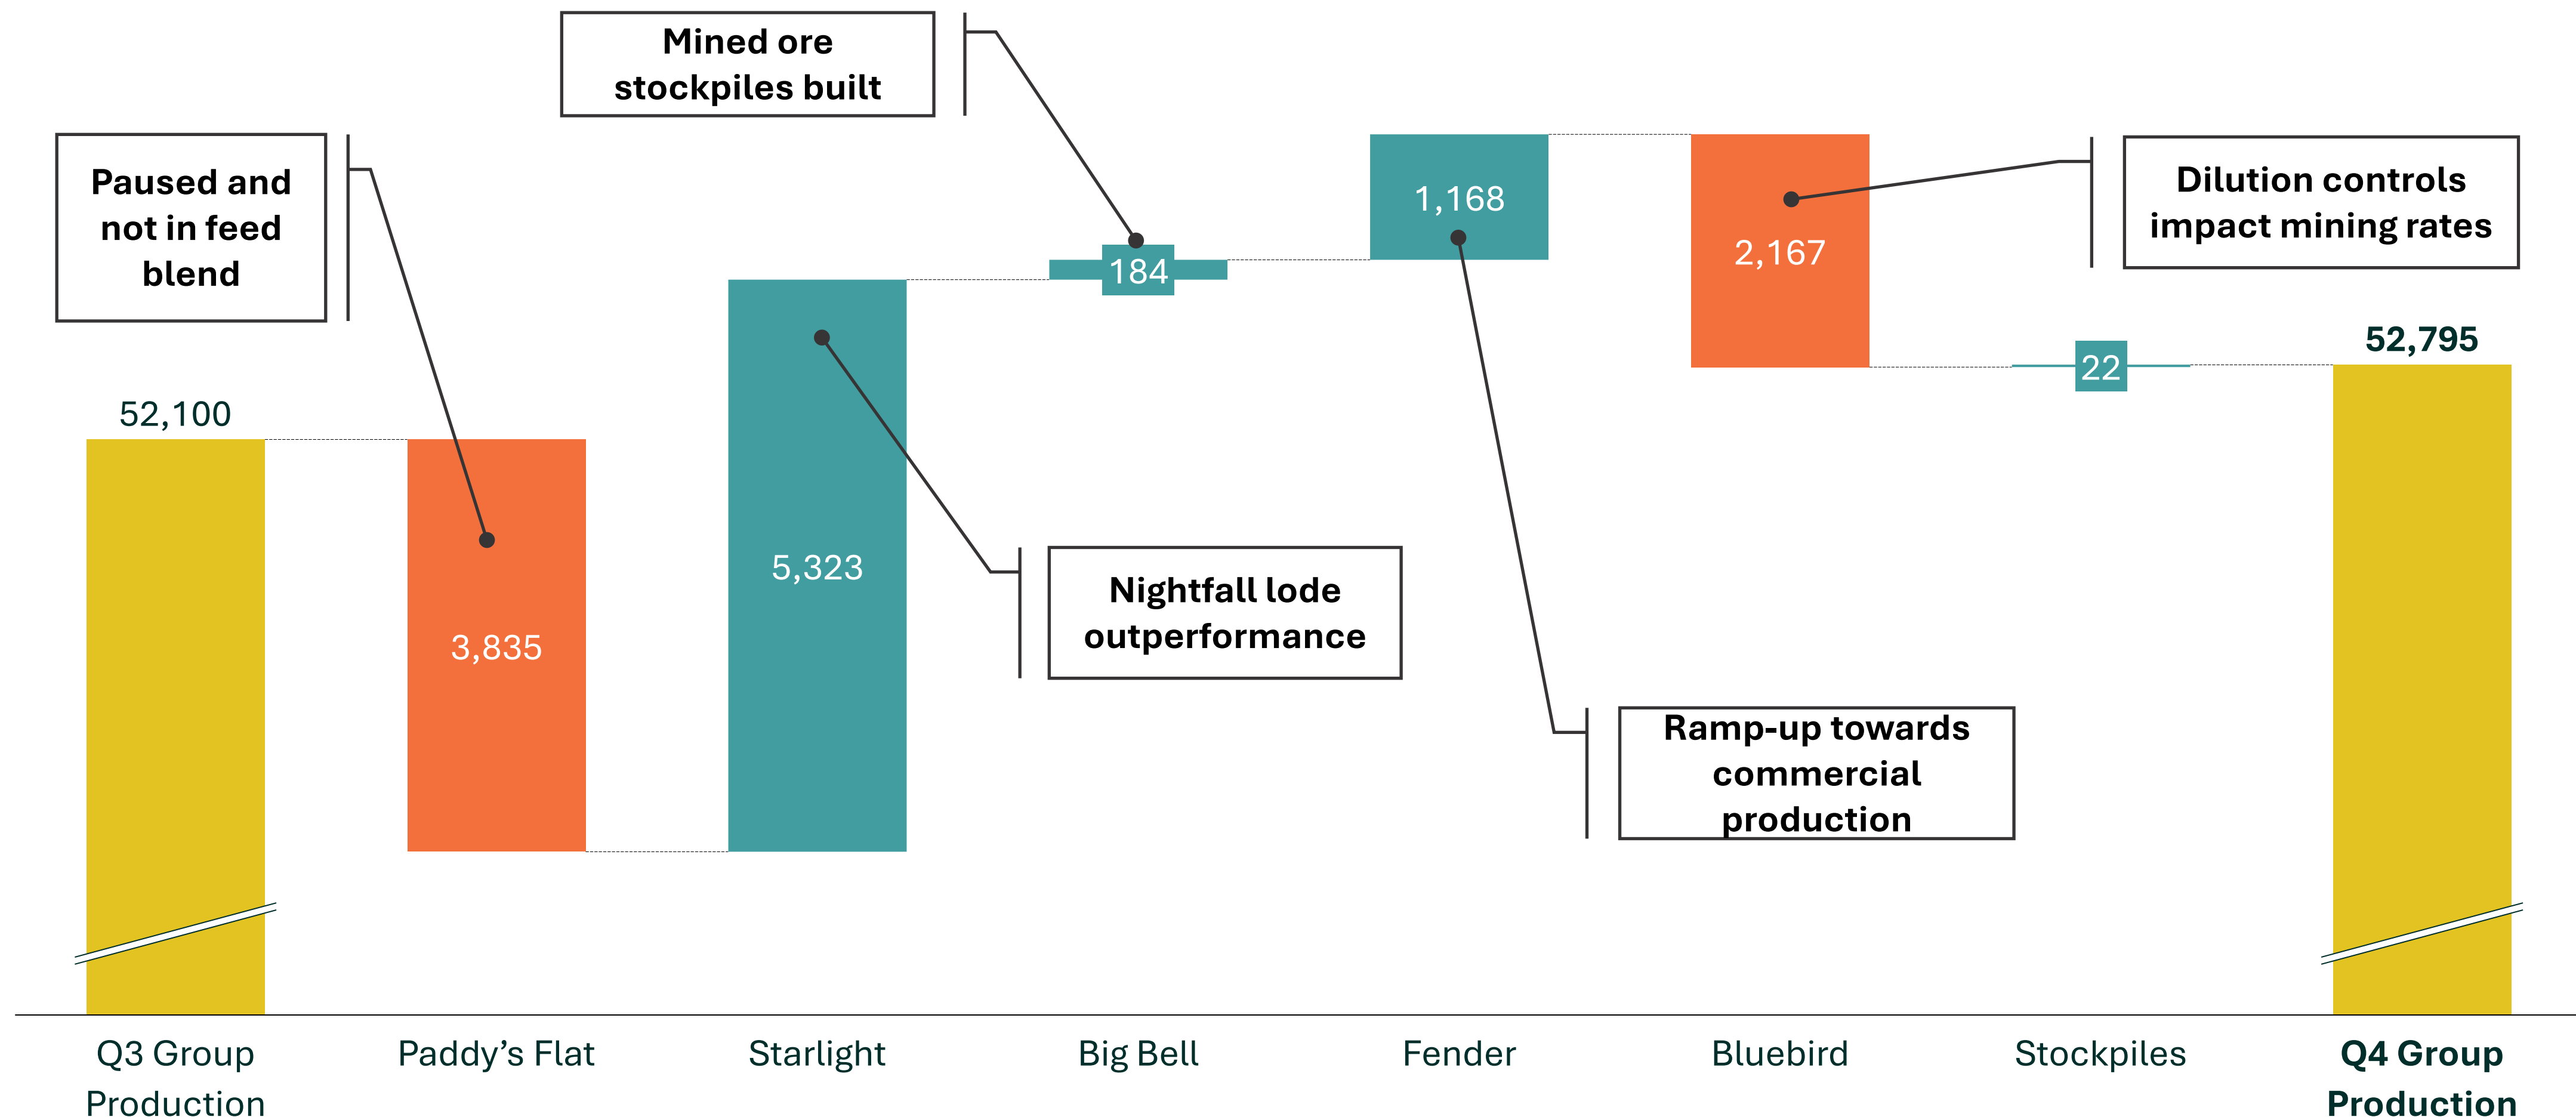 Mined ore
stockpiles built
Paused and
not in feed
blend
Dilution controls
impact mining rates
1,168
184
2,167
52,795
22
52,100
5,323
3,835
Nightfall lode
outperformance
Ramp-up towards
commercial
production
Q3 Group
Production
Paddy’s Flat
Starlight
Big Bell
Fender
Bluebird
Stockpiles
Q4 Group
Production